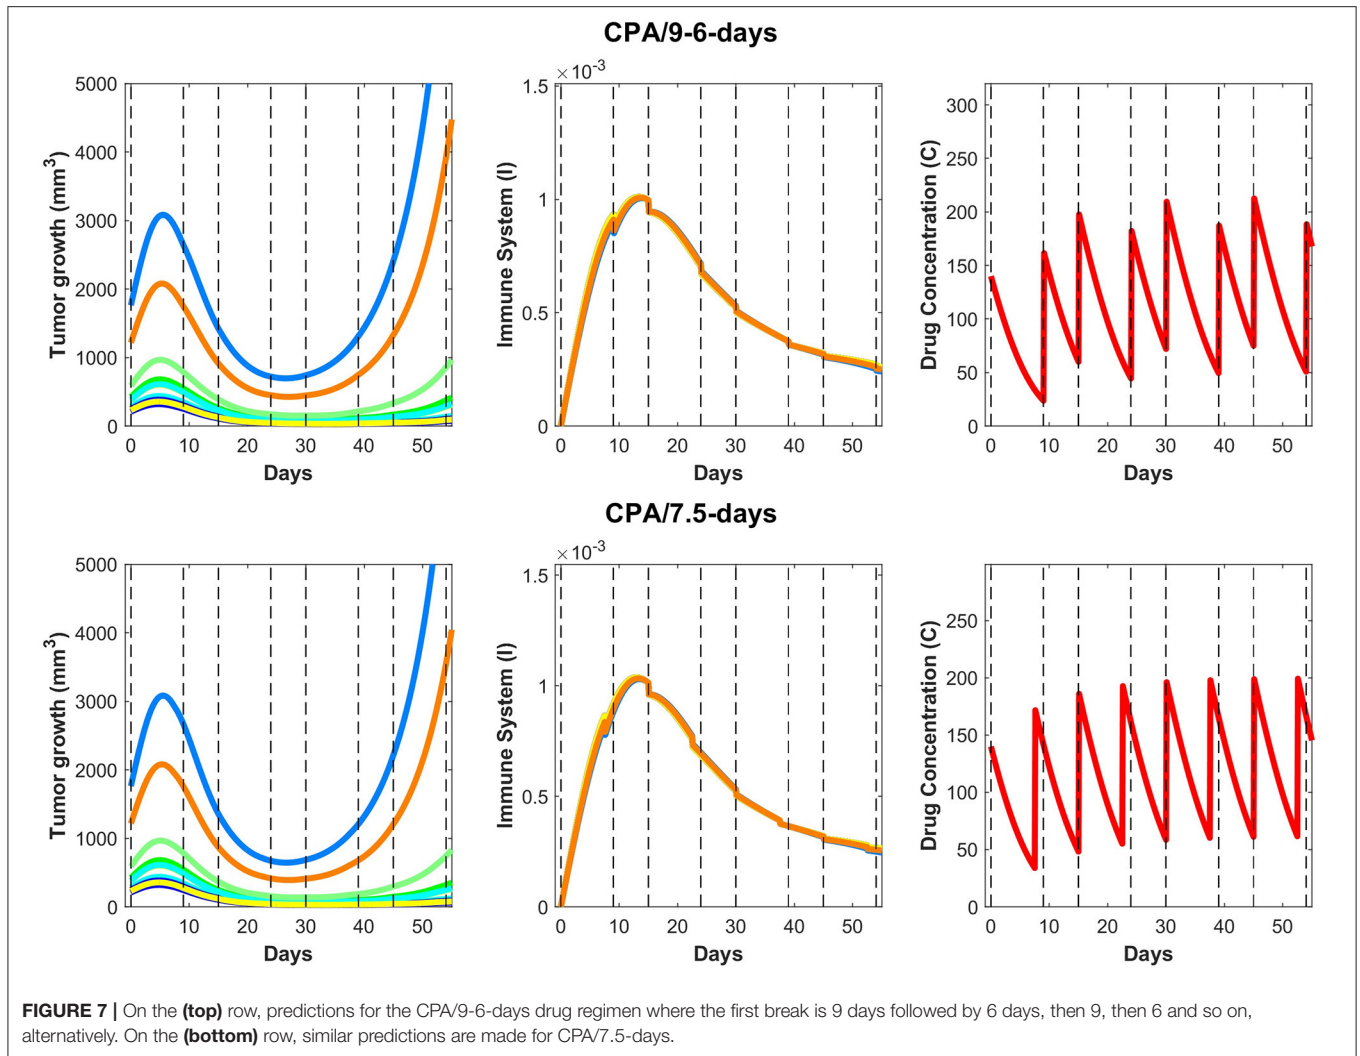 CPA/9-6-days
5000
4000
3000
2000
1000
0
Tumor growth (mm3)
0 10 20 30 40 50
Days
×10-3
1.5
1
0.5
0
Immune System (I)
0 10 20 30 40 50
Days
300
250
200
150
100
50
0
Drug Concentration (C)
0 10 20 30 40 50
Days
CPA/7.5-days
5000
4000
3000
2000
1000
0
Tumor growth (mm3)
0 10 20 30 40 50
Days
×10-3
1.5
1
0.5
0
Immune System (I)
0 10 20 30 40 50
Days
250
200
150
100
50
0
Drug Concentration (C)
0 10 20 30 40 50
Days
FIGURE 7 | On the (top) row, predictions for the CPA/9-6-days drug regimen where the first break is 9 days followed by 6 days, then 9, then 6 and so on,
alternatively. On the (bottom) row, similar predictions are made for CPA/7.5-days.